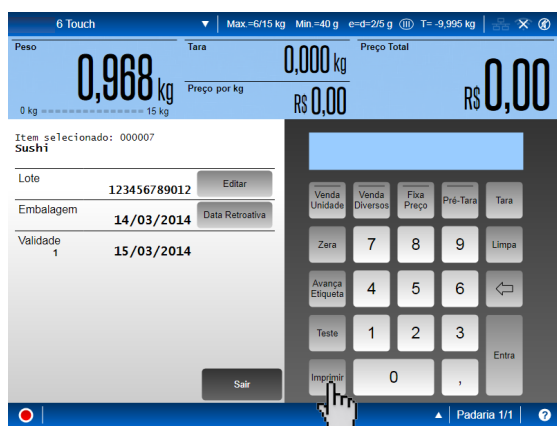 6 Touch ▼ Max.=6/15 kg Min.=40 g e=d=2/5 g III T= -9,995 kg
Peso
0,968 kg
0 kg 15 kg
Tara
0,000 kg
Preço por kg
R$ 0,00
Preço Total
R$ 0,00
Item selecionado: 000007
Sushi
Lote
123456789012
Editar
Embalagem
14/03/2014
Data Retroativa
Validade
1
15/03/2014
Sair
Venda Unidade
Venda Diversos
Fixa Preço
Pré-Tara
Tara
Zera
7
8
9
Limpa
Avança Etiqueta
4
5
6
Teste
1
2
3
Entra
Imprimir
0
,
▲ Padaria 1/1 ?